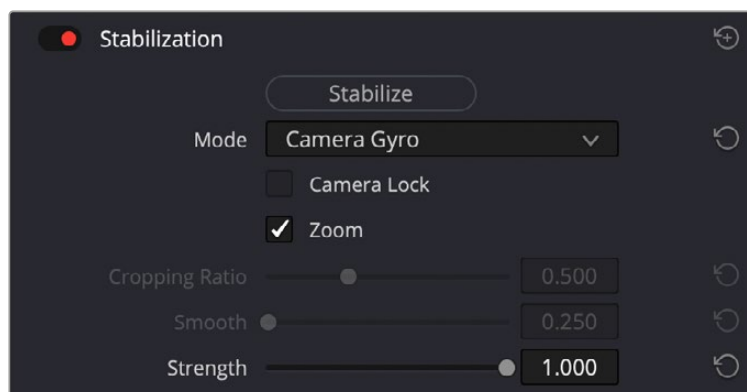 Stabilization
Stabilize
Mode Camera Gyro
Camera Lock
Zoom
Cropping Ratio 0.500
Smooth 0.250
Strength 1.000